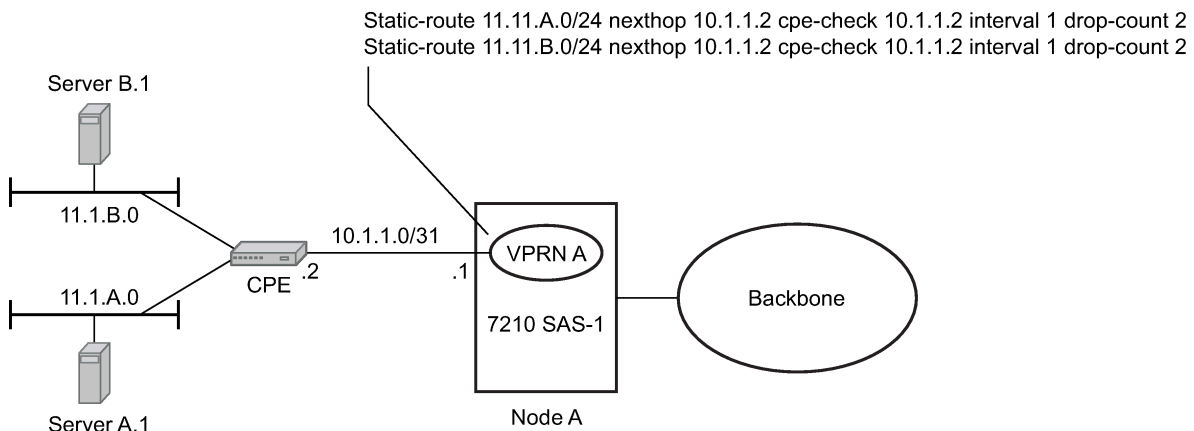 Static-route 11.11.A.0/24 nexthop 10.1.1.2 cpe-check 10.1.1.2 interval 1 drop-count 2
Static-route 11.11.B.0/24 nexthop 10.1.1.2 cpe-check 10.1.1.2 interval 1 drop-count 2
Server B.1
11.1.B.0
10.1.1.0/31
VPRN A
.2
.1
CPE
11.1.A.0
Backbone
7210 SAS-1
Server A.1
Node A